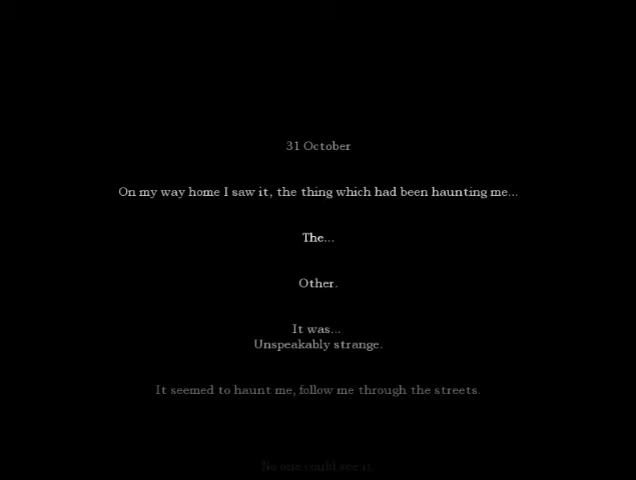 31 October
On my way home I saw it, the thing which had been haunting me...
The...
Other.
It was...
Unspeakably strange.
It seemed to haunt me, follow me through the streets.
No one could see it.